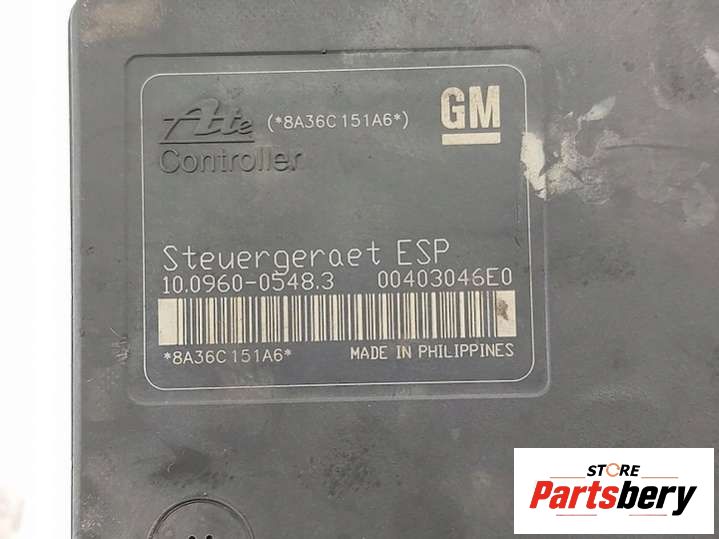 Ate (*8A36C151A6*) GM
Controller
Steuergeraet ESP
10.0960-0548.3 00403046E0
*8A36C151A6* MADE IN PHILIPPINES
STORE
Partsbery